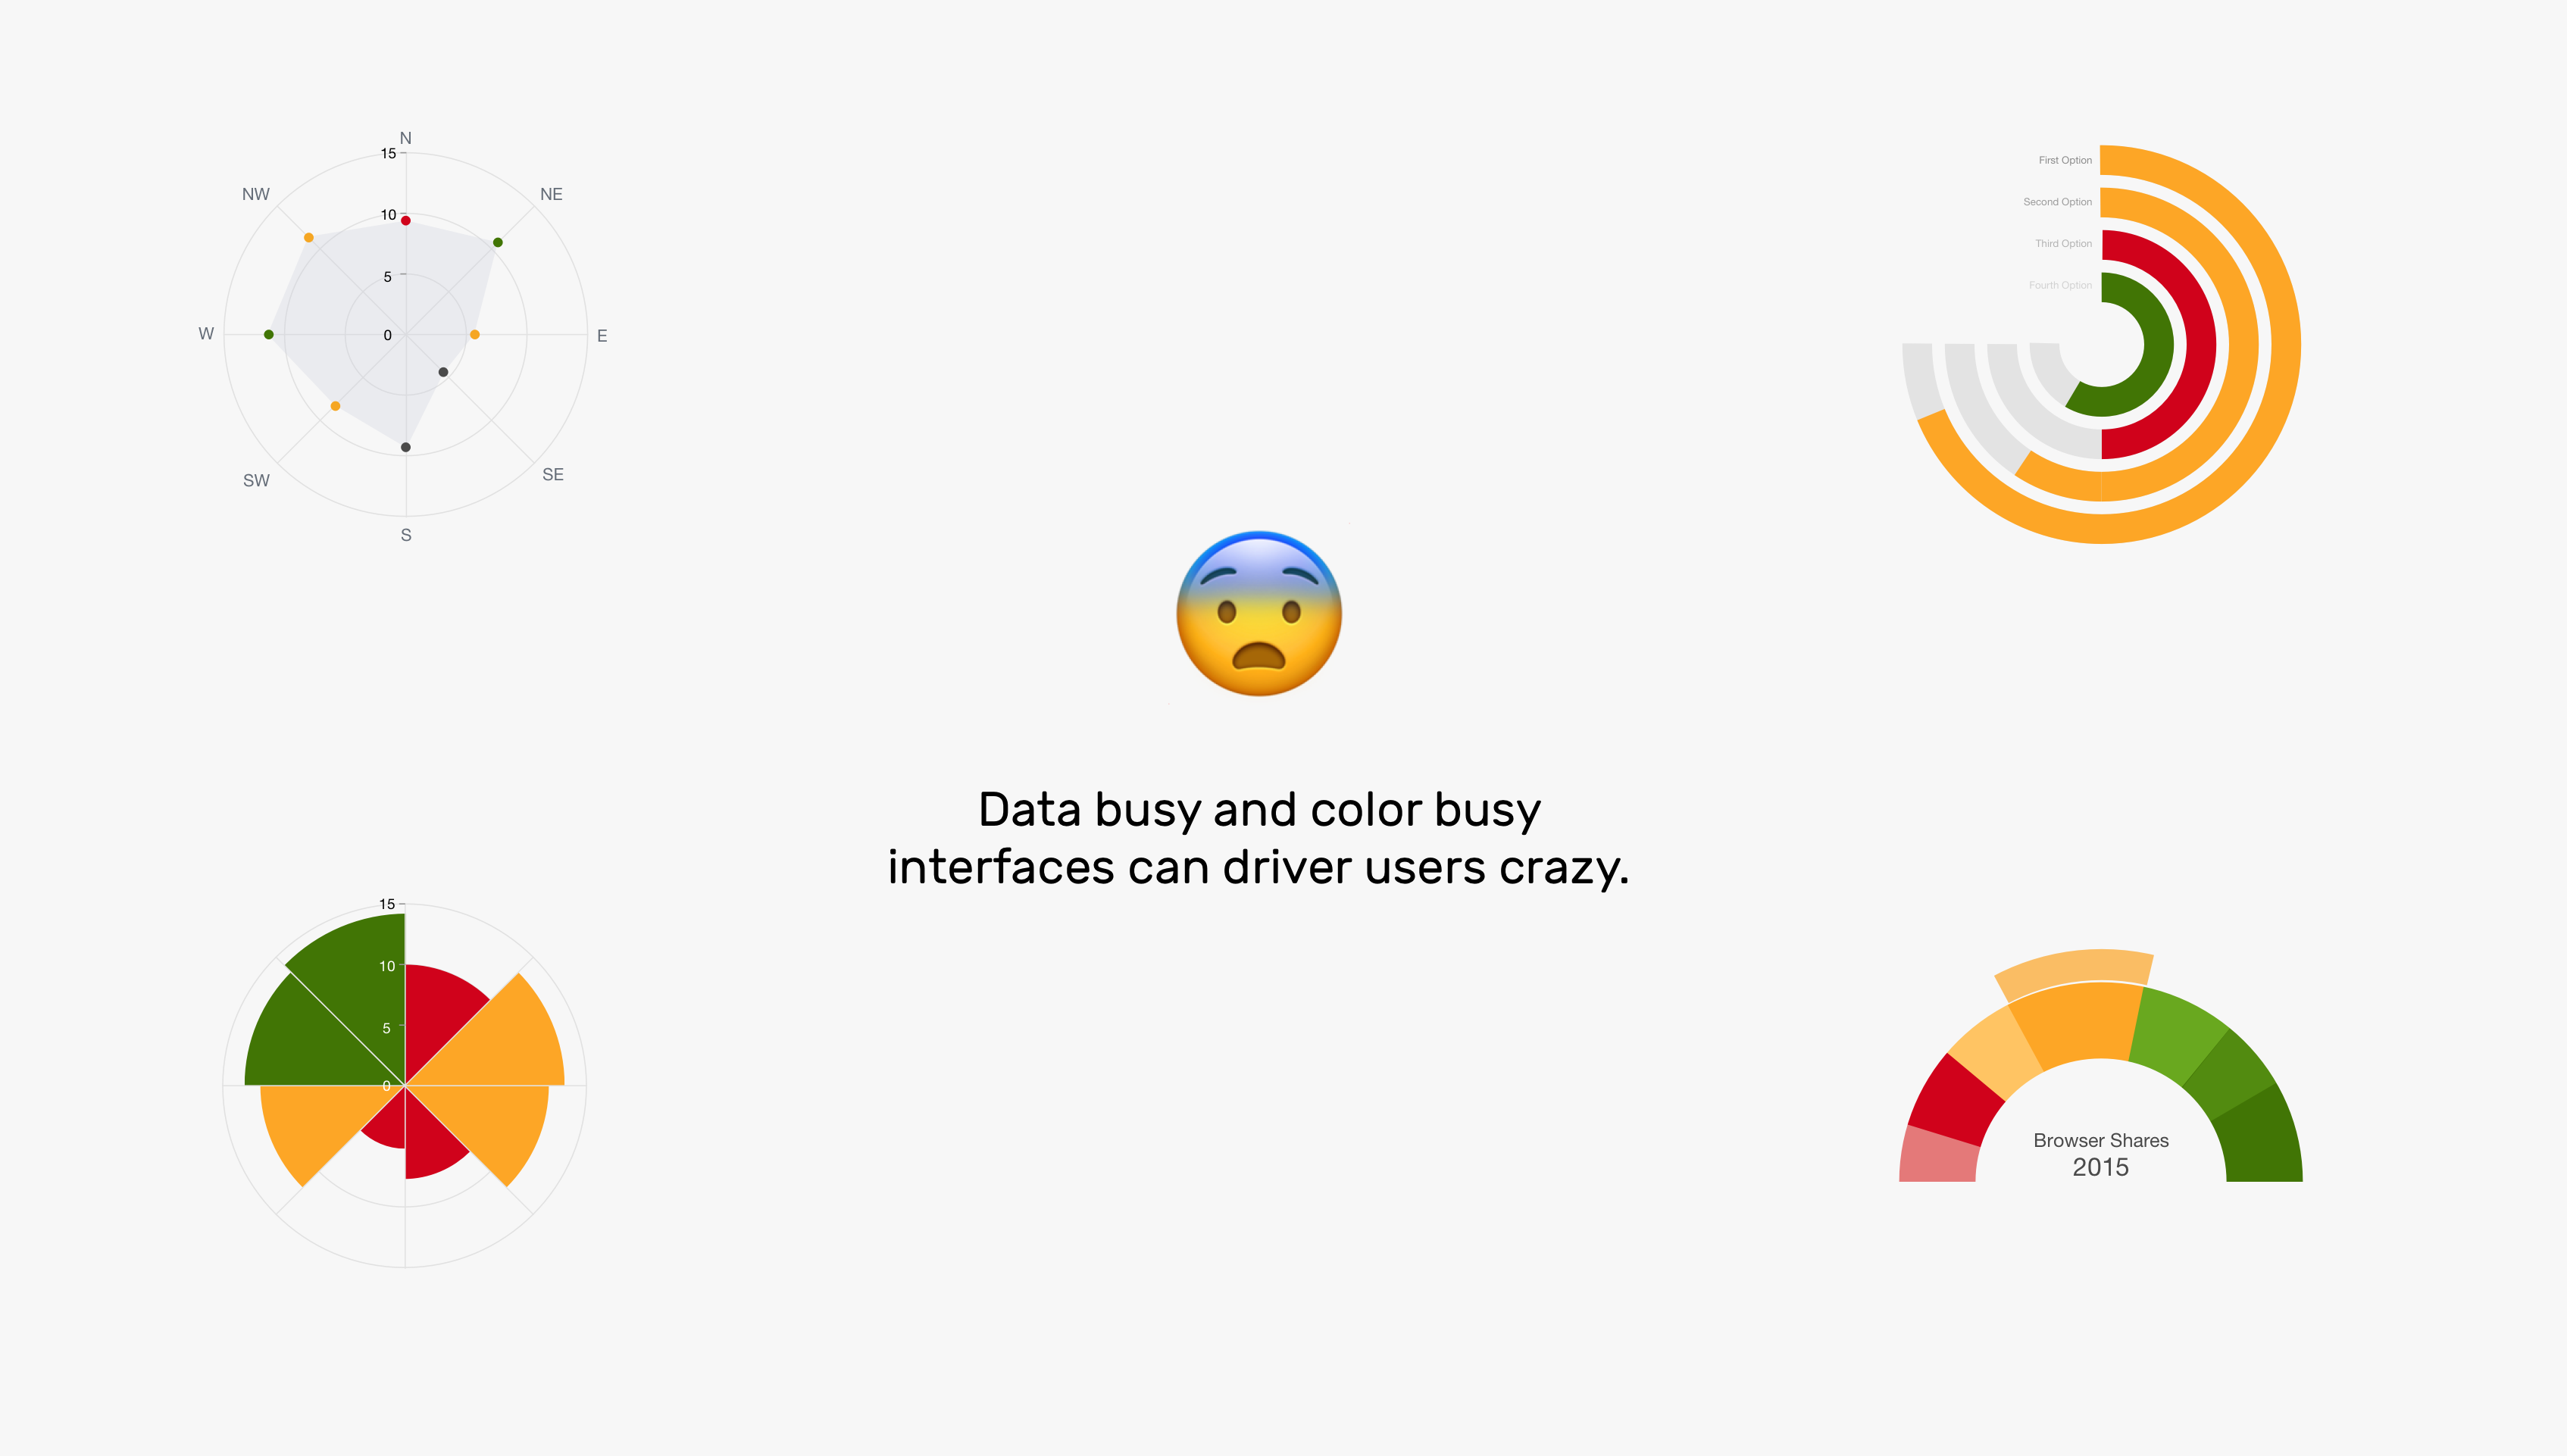 N
15
NW
NE
10
5
W
0
E
SW
SE
S
First Option
Second Option
Third Option
Fourth Option
Data busy and color busy
interfaces can driver users crazy.
15
10
5
0
Browser Shares
2015